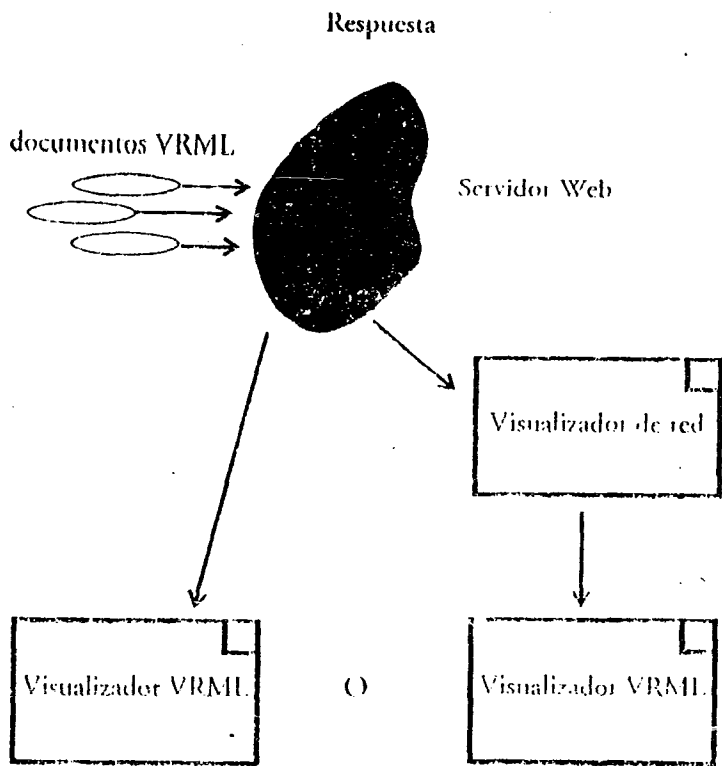 Respuesta
documentos VRML
Servidor Web
Visualizador de red
Visualizador VRML
O
Visualizador VRML